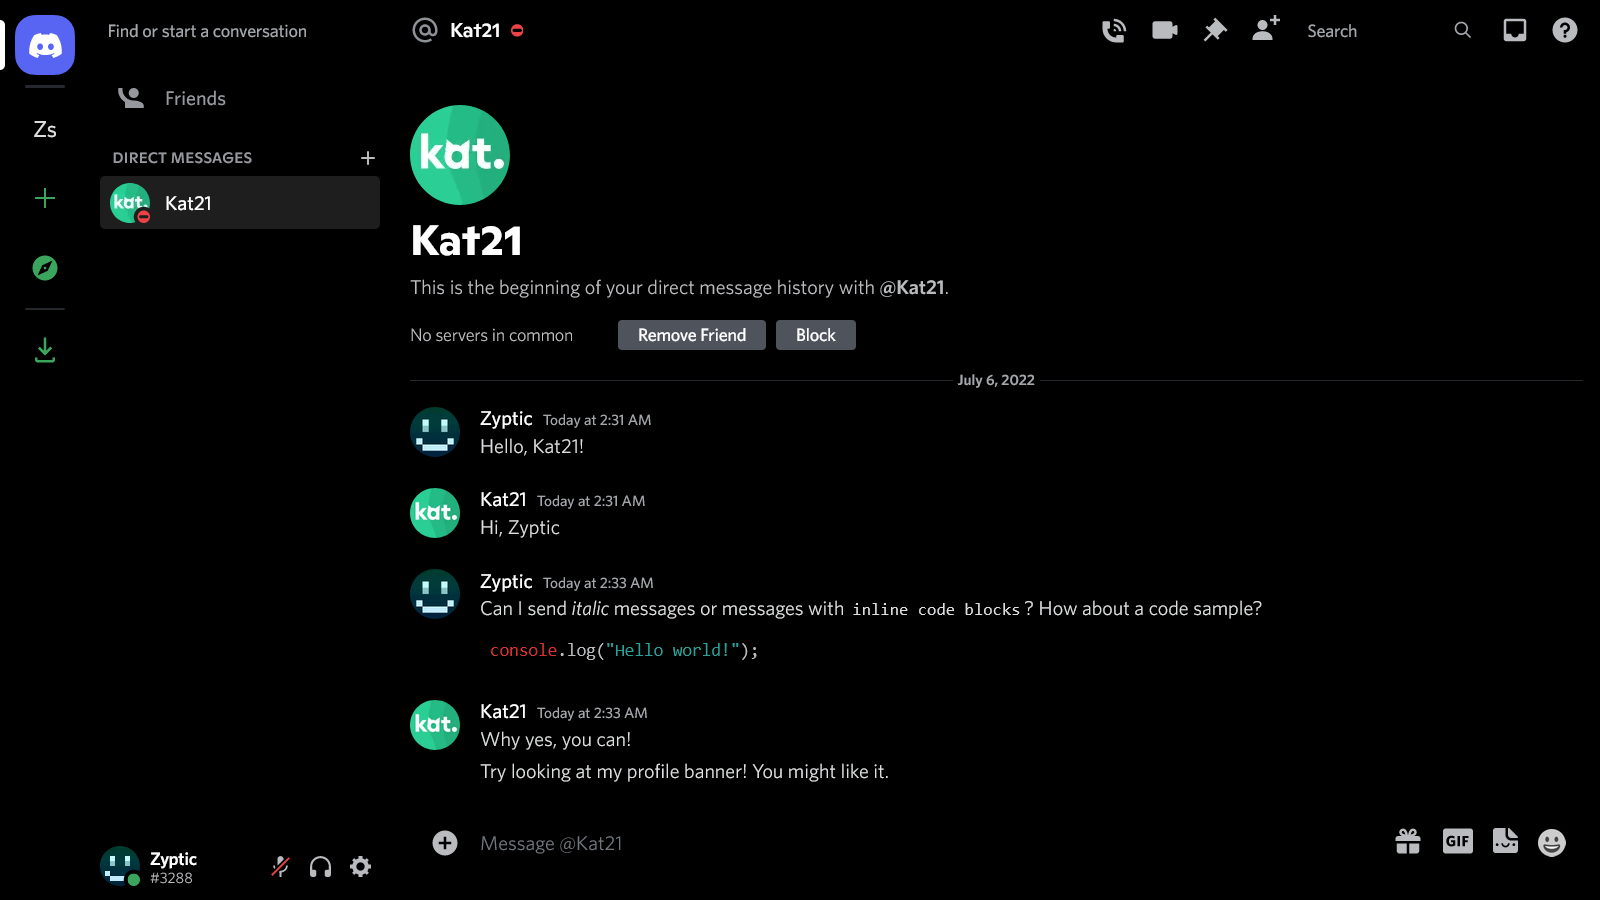 Find or start a conversation
Kat21
Search
Friends
Zs
DIRECT MESSAGES
kat.
Kat21
kat.
Kat21
This is the beginning of your direct message history with @Kat21.
No servers in common
Remove Friend
Block
July 6, 2022
Zyptic Today at 2:31 AM
Hello, Kat21!
kat.
Kat21 Today at 2:31 AM
Hi, Zyptic
Zyptic Today at 2:33 AM
Can I send italic messages or messages with inline code blocks ? How about a code sample?
console.log("Hello world!");
kat.
Kat21 Today at 2:33 AM
Why yes, you can!
Try looking at my profile banner! You might like it.
Message @Kat21
GIF
Zyptic
#3288